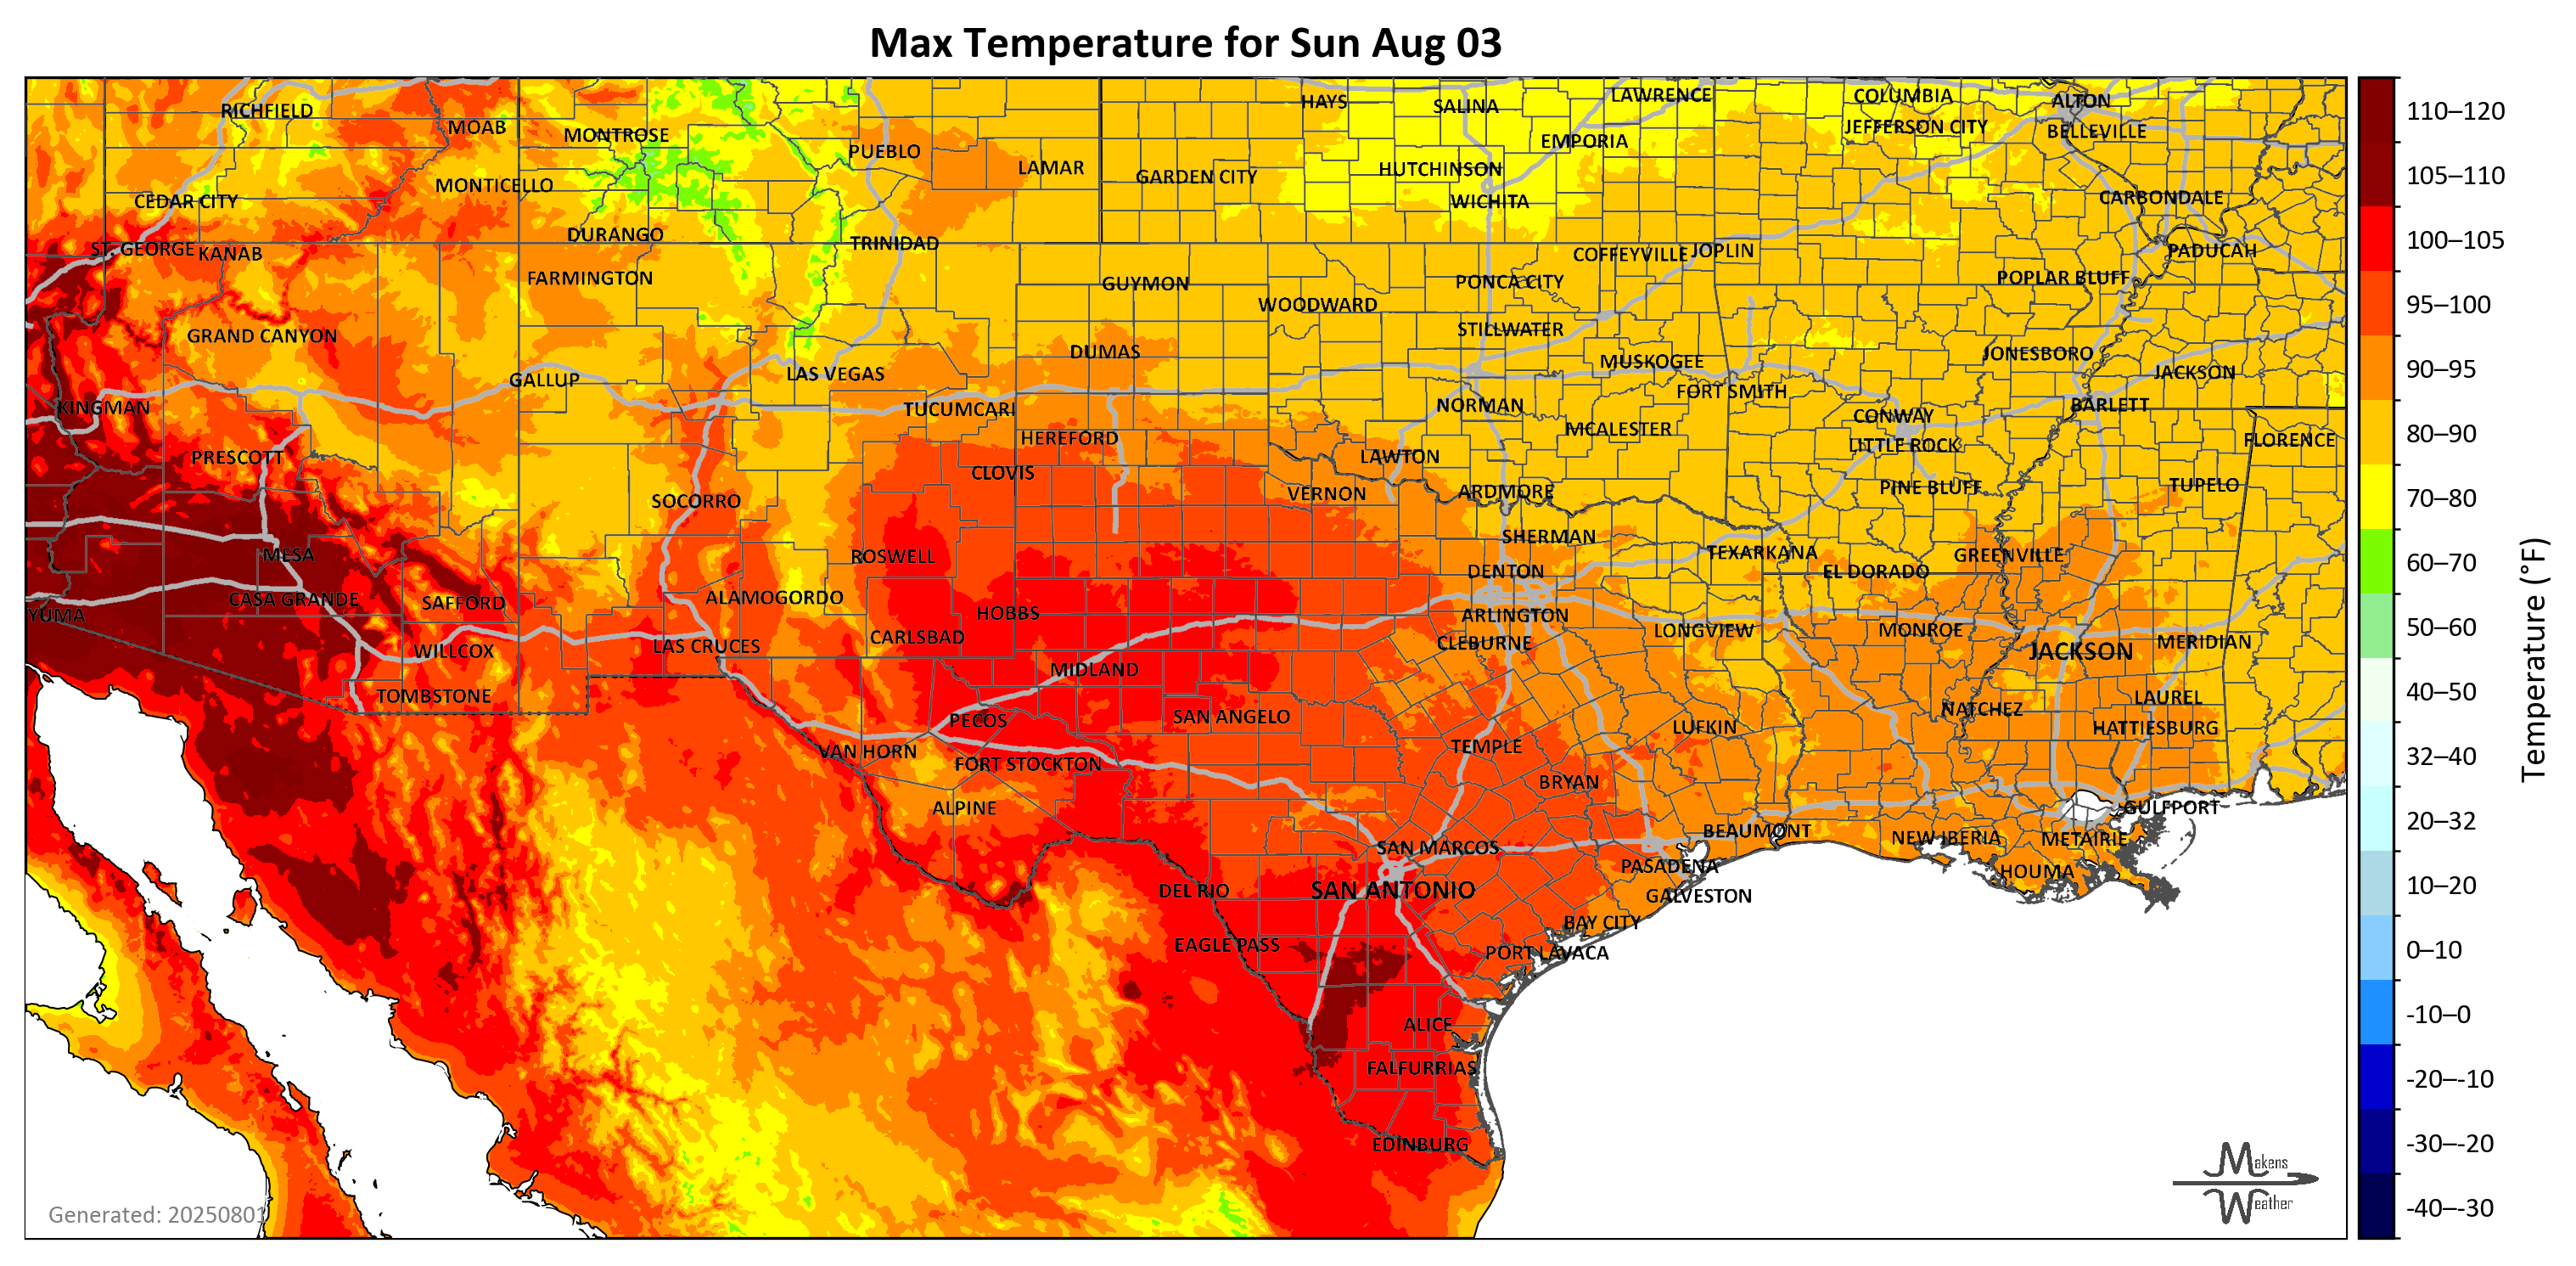 Max Temperature for Sun Aug 03
RICHFIELD
MOAB
MONTROSE
PUEBLO
LAMAR
HAYS
SALINA
LAWRENCE
COLUMBIA
ALTON
EMPORIA
JEFFERSON CITY
BELLEVILLE
MONTICELLO
GARDEN CITY
HUTCHINSON
CEDAR CITY
WICHITA
CARBONDALE
DURANGO
TRINIDAD
ST. GEORGE
KANAB
COFFEYVILLE
JOPLIN
PADUCAH
FARMINGTON
GUYMON
PONCA CITY
POPLAR BLUFF
WOODWARD
GRAND CANYON
STILLWATER
DUMAS
MUSKOGEE
JONESBORO
GALLUP
LAS VEGAS
FORT SMITH
JACKSON
KINGMAN
TUCUMCARI
NORMAN
CONWAY
BARLETT
HEREFORD
MCALESTER
LITTLE ROCK
FLORENCE
PRESCOTT
CLOVIS
LAWTON
SOCORRO
VERNON
ARDMORE
PINE BLUFF
TUPELO
MESA
ROSWELL
SHERMAN
TEXARKANA
GREENVILLE
DENTON
EL DORADO
YUMA
CASA GRANDE
SAFFORD
ALAMOGORDO
HOBBS
ARLINGTON
WILLCOX
LAS CRUCES
CARLSBAD
CLEBURNE
LONGVIEW
MONROE
JACKSON
MERIDIAN
MIDLAND
TOMBSTONE
PECOS
SAN ANGELO
NATCHEZ
LAUREL
VAN HORN
FORT STOCKTON
TEMPLE
LUFKIN
HATTIESBURG
ALPINE
BRYAN
GULFPORT
SAN MARCOS
BEAUMONT
NEW IBERIA
METAIRIE
DEL RIO
SAN ANTONIO
PASADENA
HOUMA
GALVESTON
EAGLE PASS
BAY CITY
PORT LAVACA
ALICE
FALFURRIAS
EDINBURG
Generated: 20250801
Makens
Weather
110–120
105–110
100–105
95–100
90–95
80–90
70–80
60–70
50–60
40–50
32–40
20–32
10–20
0–10
-10–0
-20–-10
-30–-20
-40–-30
Temperature (°F)